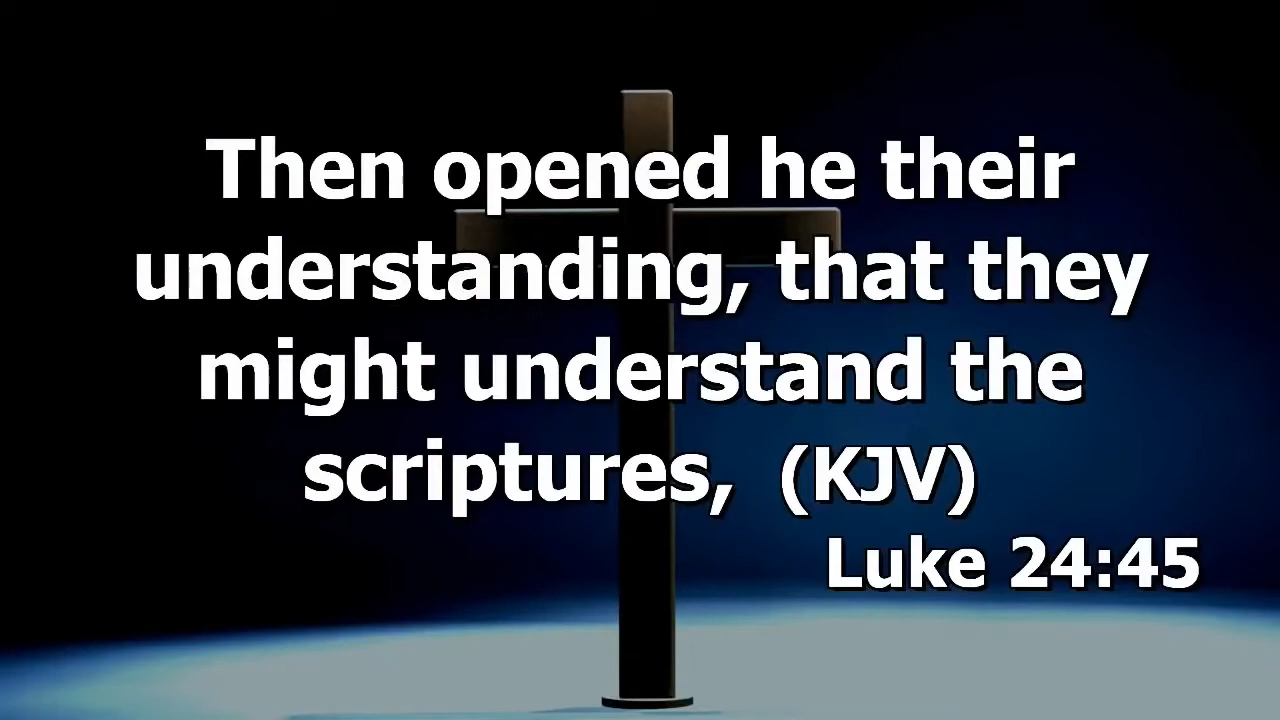 Then opened he their
understanding, that they
might understand the
scriptures, (KJV)
Luke 24:45